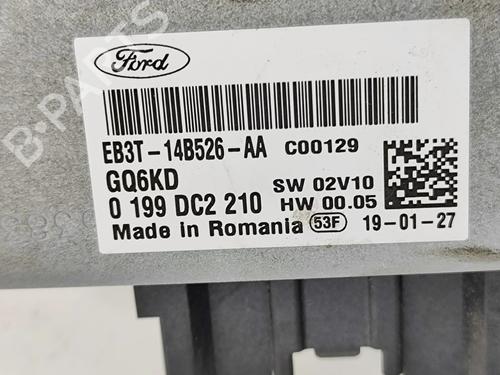 Ford
EB3T-14B526-AA C00129
GQ6KD
0 199 DC2 210
SW 02V10
HW 00.05
Made in Romania 53F 19-01-27
B-PARTS